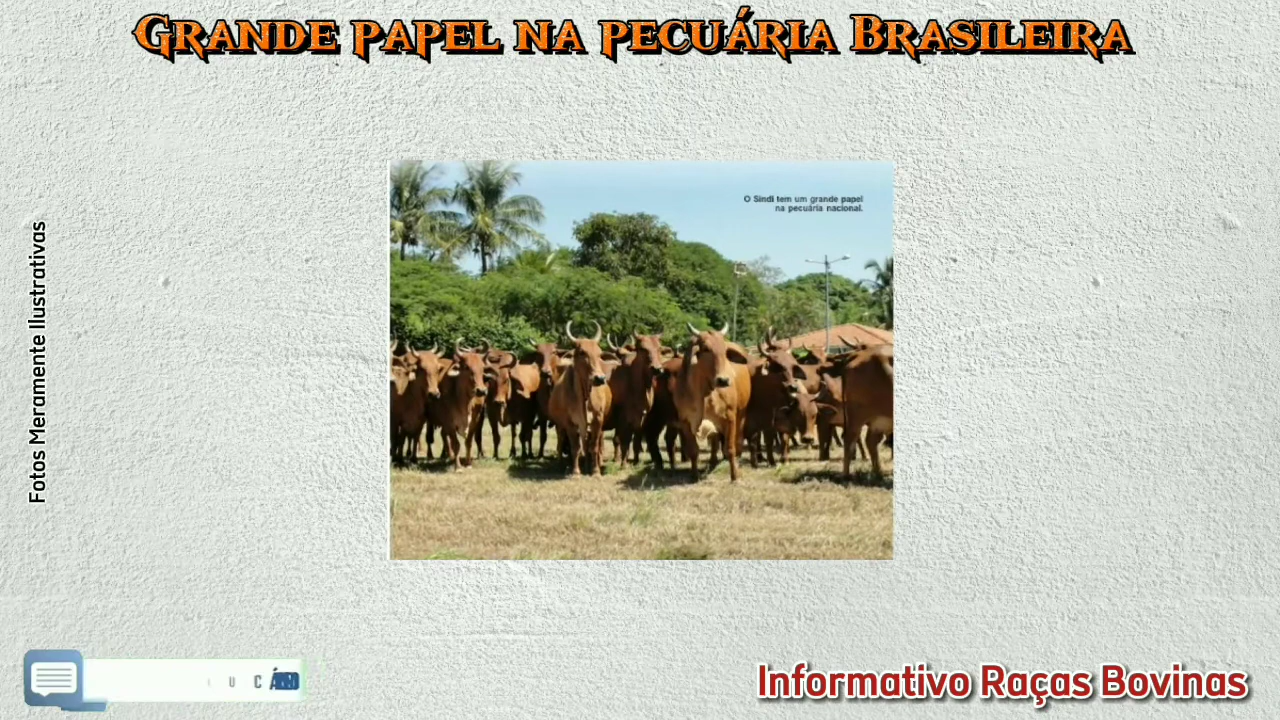 Grande papel na pecuária Brasileira
O Sindi tem um grande papel
na pecuária nacional.
Fotos Meramente Ilustrativas
Informativo Raças Bovinas